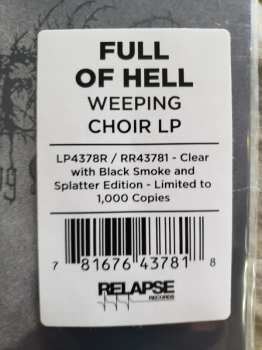 FULL
OF HELL
WEEPING
CHOIR LP
LP4378R / RR43781 - Clear
with Black Smoke and
Splatter Edition - Limited to
1,000 Copies
7 81676 43781 8
RELAPSE
RECORDS